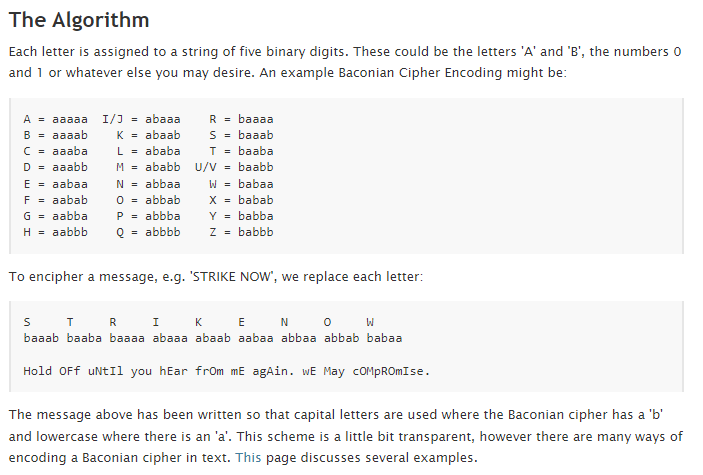 The Algorithm
Each letter is assigned to a string of five binary digits. These could be the letters 'A' and 'B', the numbers 0
and 1 or whatever else you may desire. An example Baconian Cipher Encoding might be:
A = aaaaa  I/J = abaaa    R = baaaa
B = aaaab    K = abaab    S = baaab
C = aaaba    L = ababa    T = baaba
D = aaabb    M = ababb  U/V = baabb
E = aabaa    N = abbaa    W = babaa
F = aabab    O = abbab    X = babab
G = aabba    P = abbba    Y = babba
H = aabbb    Q = abbbb    Z = babbb
To encipher a message, e.g. 'STRIKE NOW', we replace each letter:
S     T     R     I     K     E     N     O     W
baaab baaba baaaa abaaa abaab aabaa abbaa abbab babaa
Hold OFf uNtIl you hEar frOm mE agAin. wE May cOMpROmIse.
The message above has been written so that capital letters are used where the Baconian cipher has a 'b'
and lowercase where there is an 'a'. This scheme is a little bit transparent, however there are many ways of
encoding a Baconian cipher in text. This page discusses several examples.